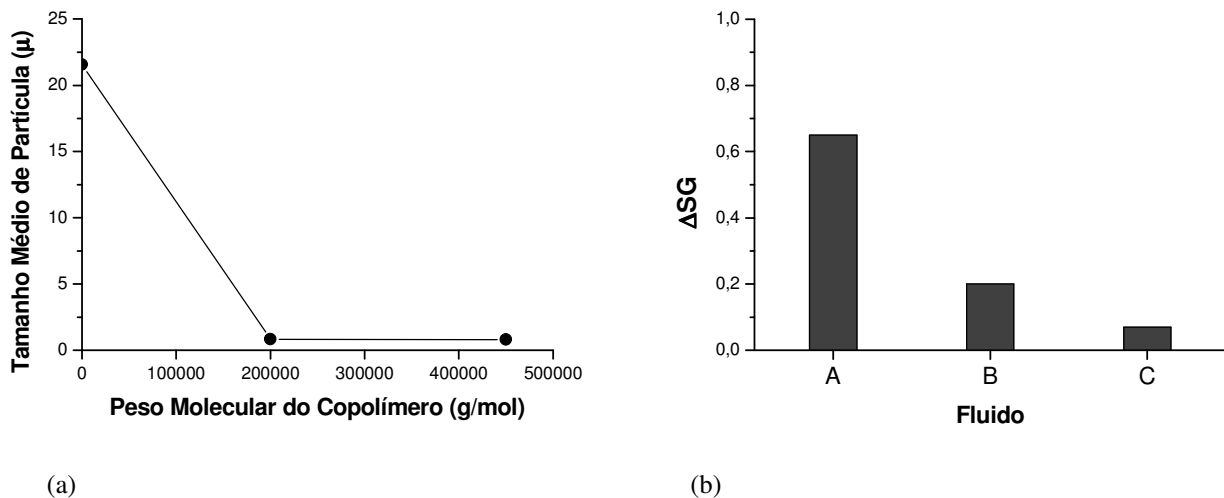 25
20
15
10
5
0
Tamanho Médio de Partícula (μ)
0 100000 200000 300000 400000 500000
Peso Molecular do Copolímero (g/mol)
(a)
1,0
0,8
0,6
0,4
0,2
0,0
ΔSG
A B C
Fluido
(b)